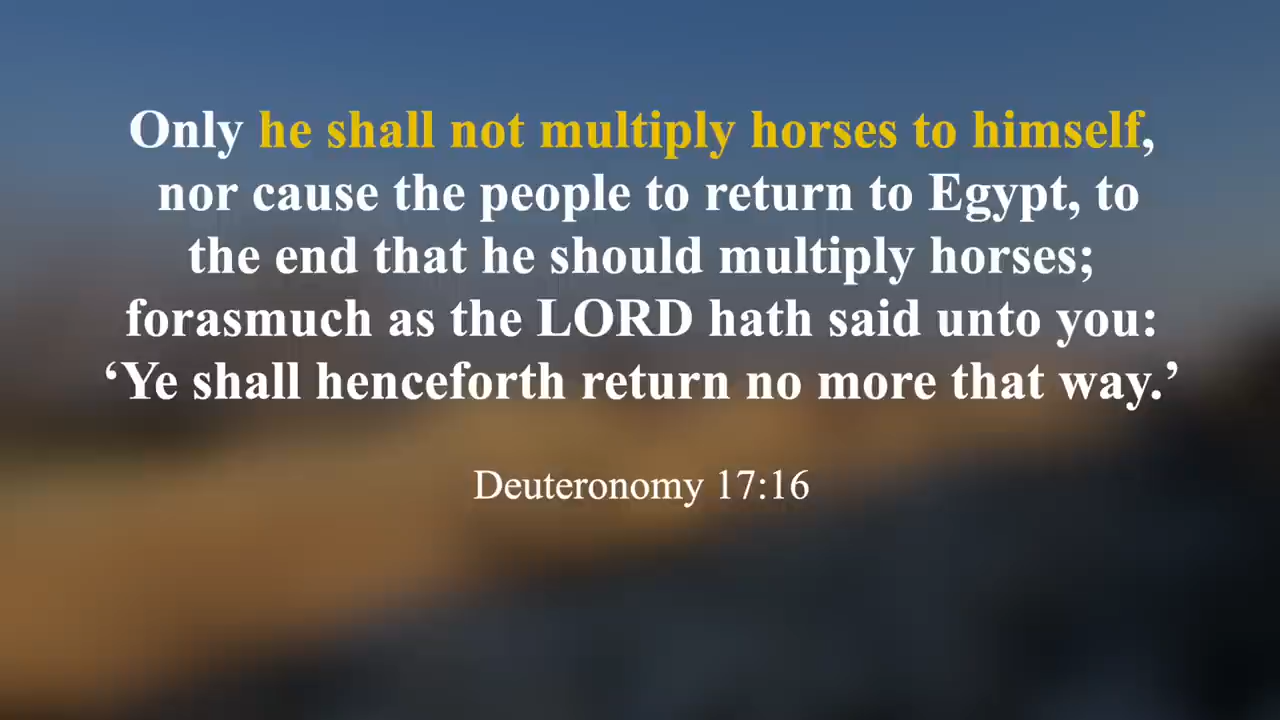 Only he shall not multiply horses to himself,
nor cause the people to return to Egypt, to
the end that he should multiply horses;
forasmuch as the LORD hath said unto you:
‘Ye shall henceforth return no more that way.’
Deuteronomy 17:16